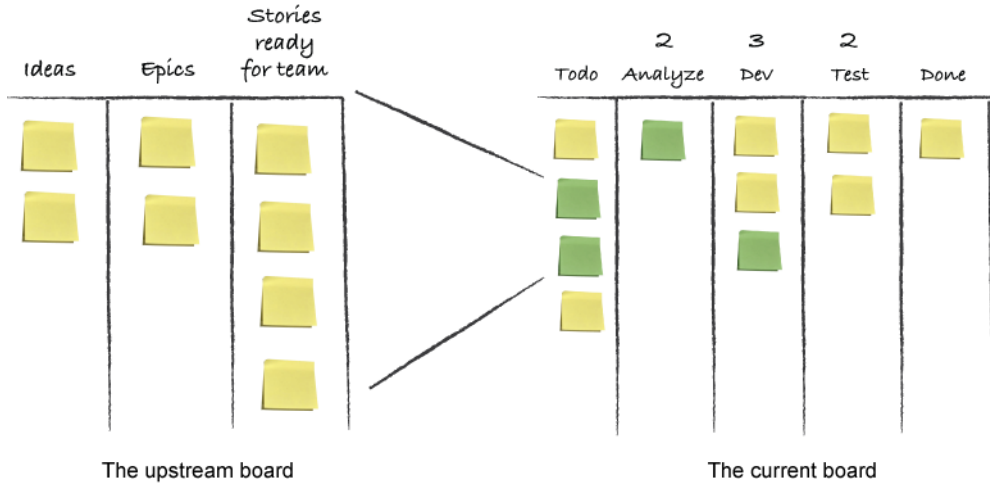 Stories
ready
for team
Ideas
Epics
2
3
2
Todo
Analyze
Dev
Test
Done
The upstream board
The current board